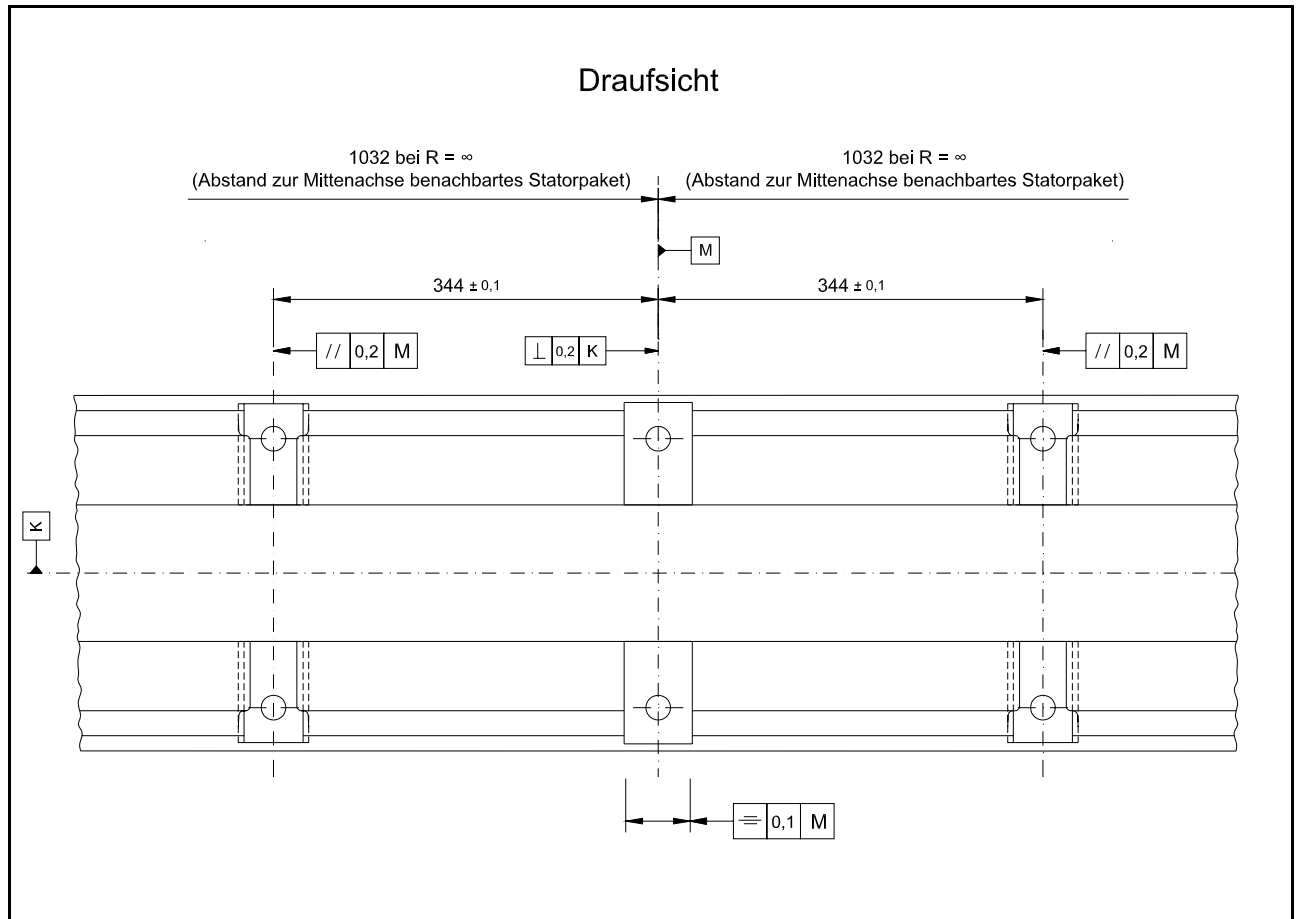 Draufsicht
1032 bei R = ∞
(Abstand zur Mittenachse benachbartes Statorpaket)
1032 bei R = ∞
(Abstand zur Mittenachse benachbartes Statorpaket)
M
344 ± 0,1
344 ± 0,1
// 0,2 M
⊥ 0,2 K
// 0,2 M
K
⌯ 0,1 M